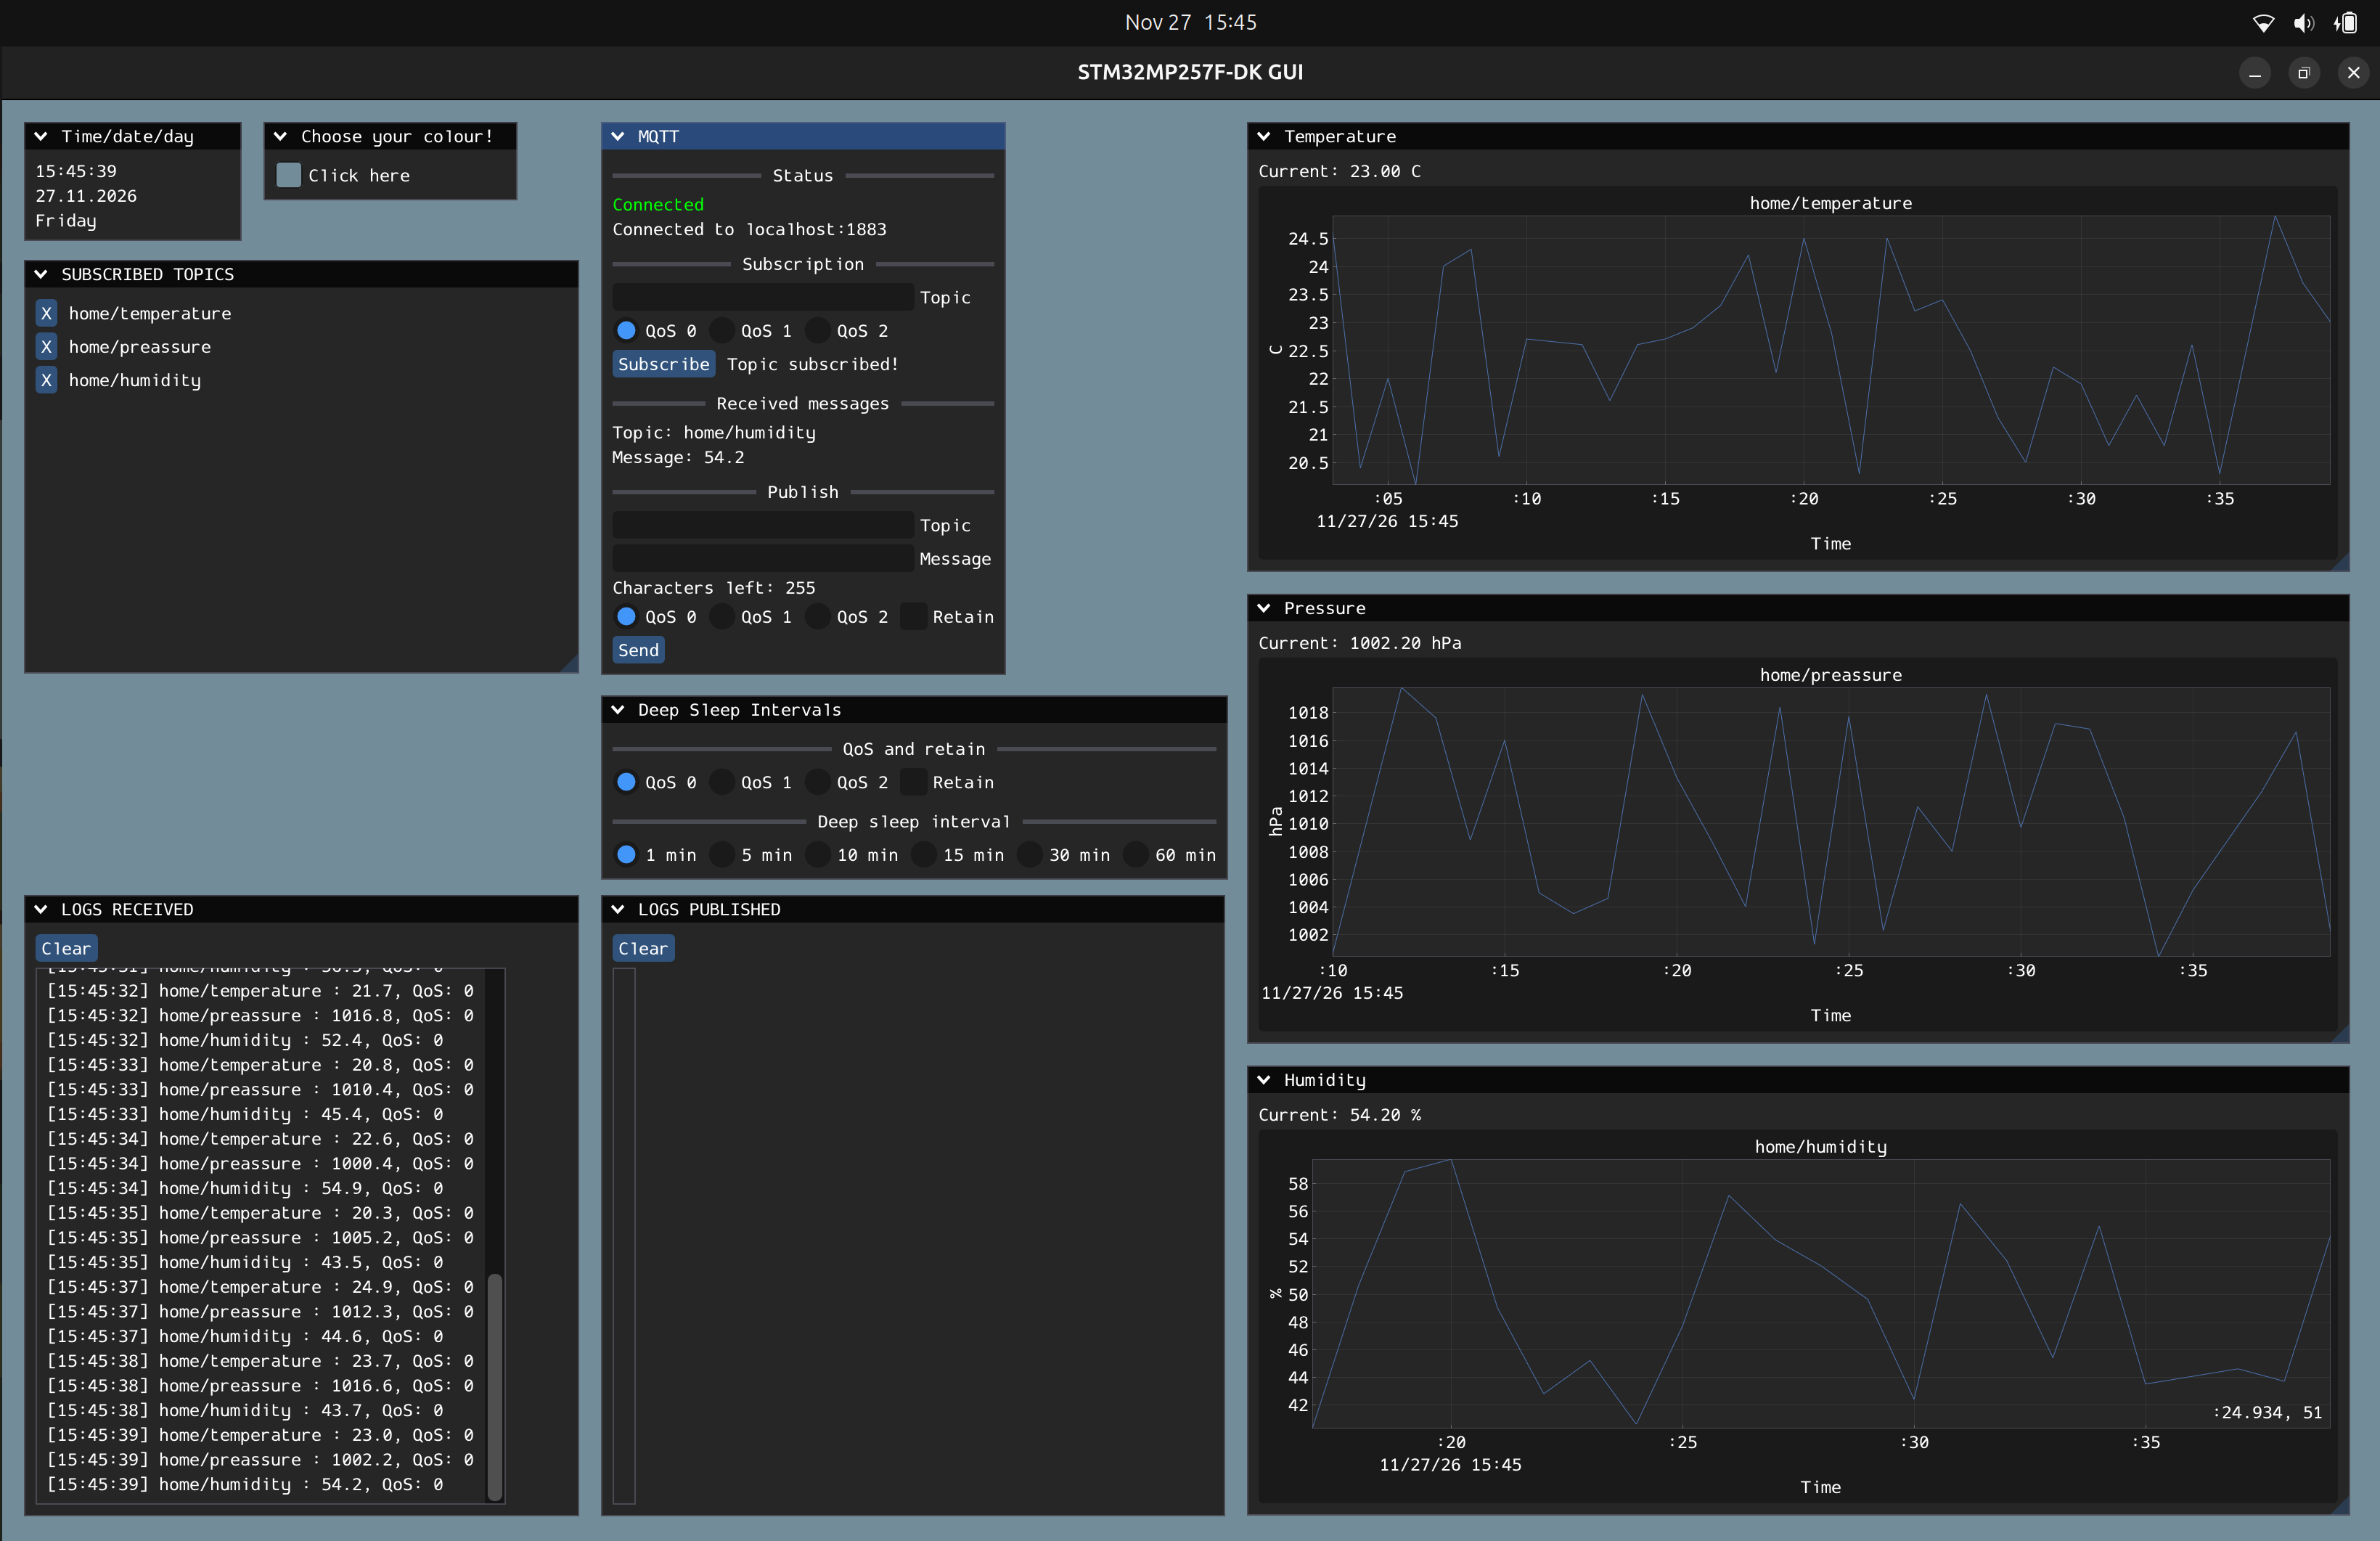 Nov 27 15:45
STM32MP257F-DK GUI
Time/date/day
15:45:39
27.11.2026
Friday
Choose your colour!
Click here
SUBSCRIBED TOPICS
X home/temperature
X home/preassure
X home/humidity
MQTT
Status
Connected
Connected to localhost:1883
Subscription
Topic
QoS 0 QoS 1 QoS 2
Subscribe Topic subscribed!
Received messages
Topic: home/humidity
Message: 54.2
Publish
Topic
Message
Characters left: 255
QoS 0 QoS 1 QoS 2 Retain
Send
Deep Sleep Intervals
QoS and retain
QoS 0 QoS 1 QoS 2 Retain
Deep sleep interval
1 min 5 min 10 min 15 min 30 min 60 min
LOGS RECEIVED
Clear
[15:45:32] home/temperature : 21.7, QoS: 0
[15:45:32] home/preassure : 1016.8, QoS: 0
[15:45:32] home/humidity : 52.4, QoS: 0
[15:45:33] home/temperature : 20.8, QoS: 0
[15:45:33] home/preassure : 1010.4, QoS: 0
[15:45:33] home/humidity : 45.4, QoS: 0
[15:45:34] home/temperature : 22.6, QoS: 0
[15:45:34] home/preassure : 1000.4, QoS: 0
[15:45:34] home/humidity : 54.9, QoS: 0
[15:45:35] home/temperature : 20.3, QoS: 0
[15:45:35] home/preassure : 1005.2, QoS: 0
[15:45:35] home/humidity : 43.5, QoS: 0
[15:45:37] home/temperature : 24.9, QoS: 0
[15:45:37] home/preassure : 1012.3, QoS: 0
[15:45:37] home/humidity : 44.6, QoS: 0
[15:45:38] home/temperature : 23.7, QoS: 0
[15:45:38] home/preassure : 1016.6, QoS: 0
[15:45:38] home/humidity : 43.7, QoS: 0
[15:45:39] home/temperature : 23.0, QoS: 0
[15:45:39] home/preassure : 1002.2, QoS: 0
[15:45:39] home/humidity : 54.2, QoS: 0
LOGS PUBLISHED
Clear
Temperature
Current: 23.00 C
home/temperature
24.5
24
23.5
23
22.5
22
21.5
21
20.5
C
:05 :10 :15 :20 :25 :30 :35
11/27/26 15:45
Time
Pressure
Current: 1002.20 hPa
home/preassure
1018
1016
1014
1012
1010
1008
1006
1004
1002
hPa
:10 :15 :20 :25 :30 :35
11/27/26 15:45
Time
Humidity
Current: 54.20 %
home/humidity
58
56
54
52
50
48
46
44
42
%
:24.934, 51
:20 :25 :30 :35
11/27/26 15:45
Time